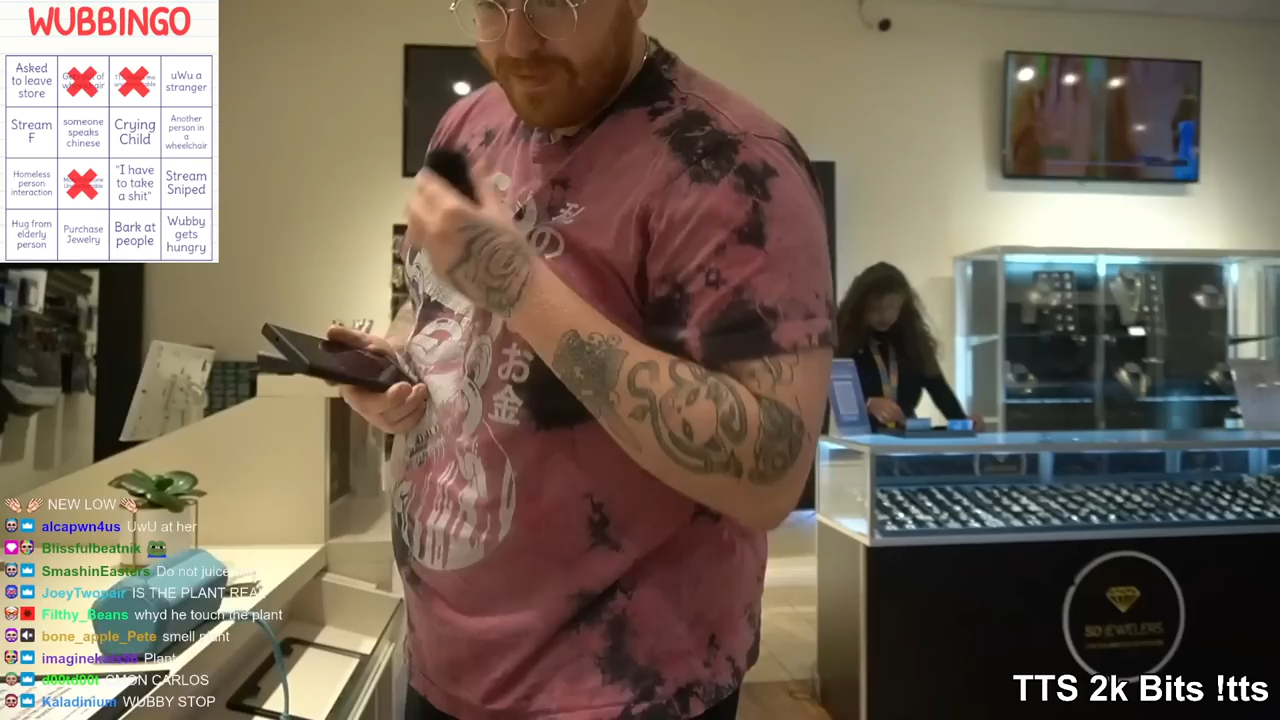 WUBBINGO
Asked
to leave
store
uWu a
stranger
Stream
F
someone
speaks
chinese
Crying
Child
Another
person in
a
wheelchair
Homeless
person
interaction
"I have
to take
a shit"
Stream
Sniped
Hug from
elderly
person
Purchase
Jewelry
Bark at
people
Wubby
gets
hungry
の
お
金
NEW LOW
alcapwn4us UwU at her
Blissfulbeatnik
SmashinEasters Do not juice
JoeyTwopair IS THE PLANT REA
Filthy_Beans whyd he touch the plant
bone_apple_Pete smell plant
Plant
d00td00t CMON CARLOS
Kaladinium WUBBY STOP
SD JEWELERS
TTS 2k Bits !tts